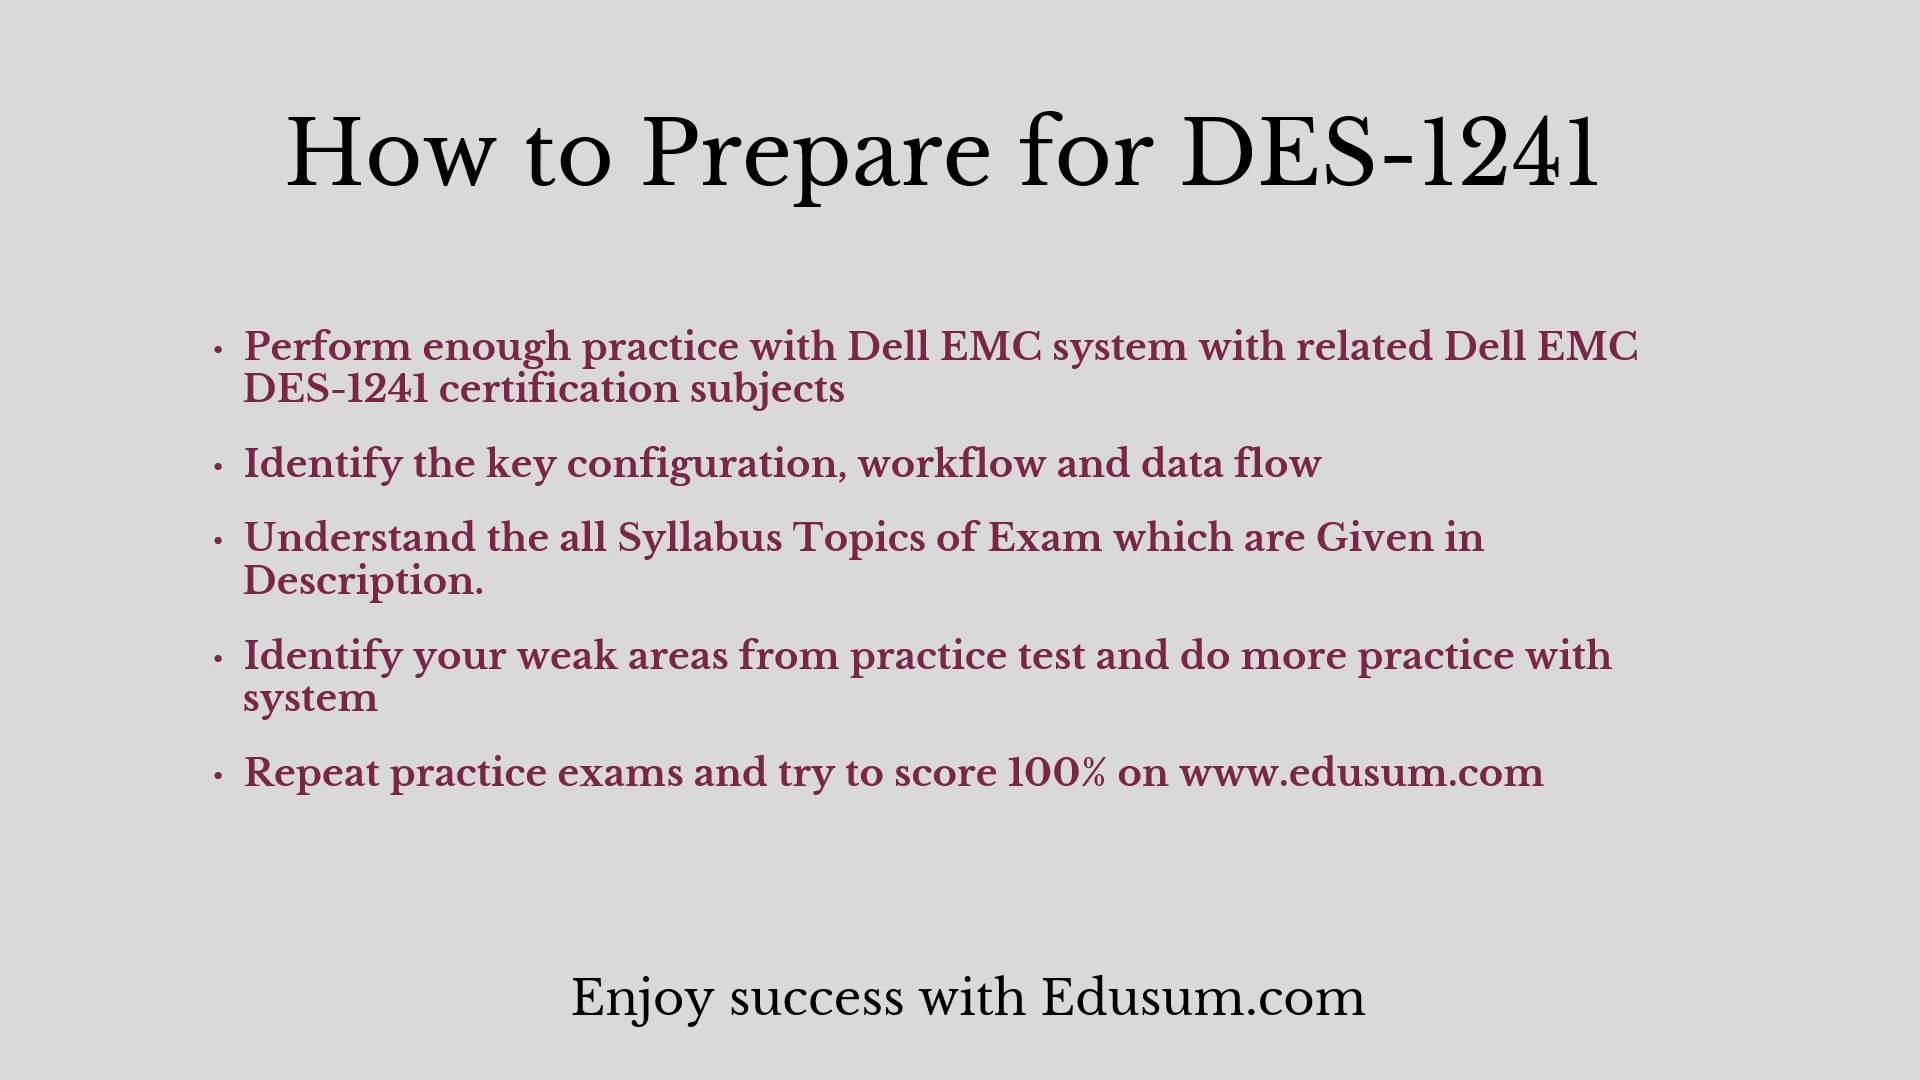 How to Prepare for DES-1241
• Perform enough practice with Dell EMC system with related Dell EMC
DES-1241 certification subjects
• Identify the key configuration, workflow and data flow
• Understand the all Syllabus Topics of Exam which are Given in
Description.
• Identify your weak areas from practice test and do more practice with
system
• Repeat practice exams and try to score 100% on www.edusum.com
Enjoy success with Edusum.com